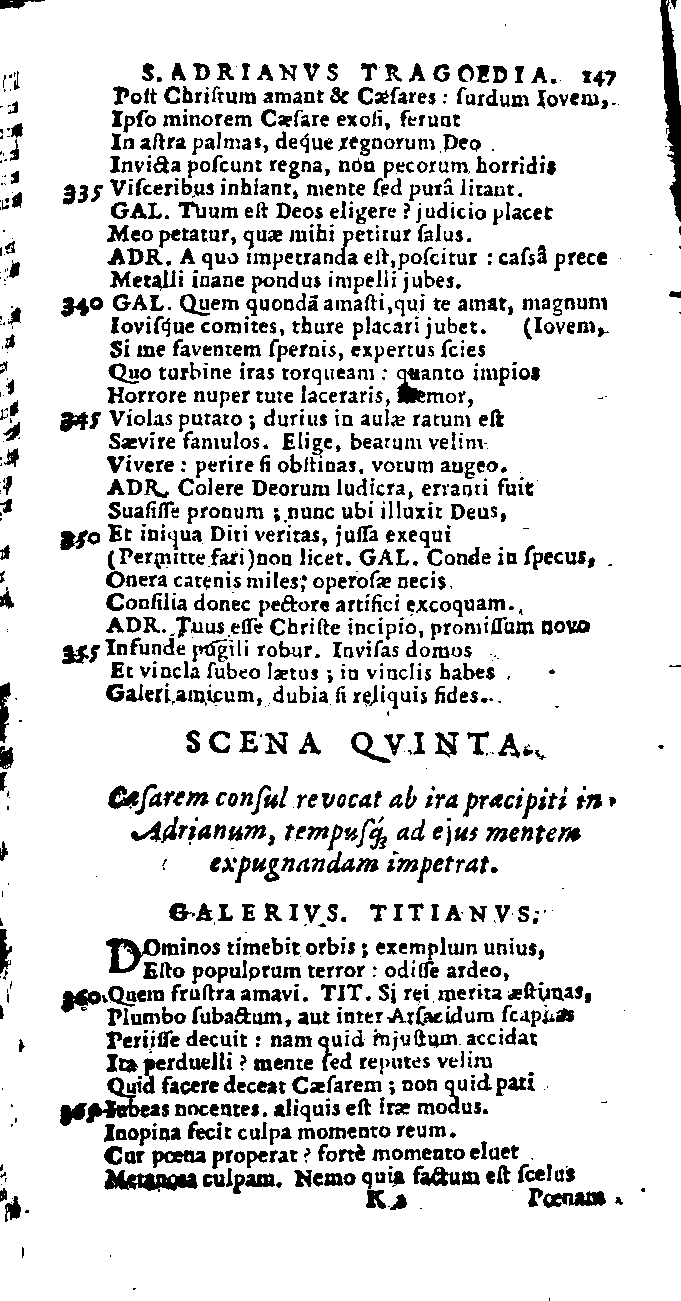 S. ADRIANVS TRAGOEDIA. 147
Poſt Chriſtum amant & Cæſares : ſurdum Iovem,
Ipſo minorem Cæſare exoſi, ferunt
In aſtra palmas, deq́ue regnorum Deo
Invicta poſcunt regna, non pecorum horridis
335 Viſceribus inhiant, mente ſed purâ litant.
GAL. Tuum eſt Deos eligere ? judicio placet
Meo petatur, quæ mihi petitur ſalus.
ADR. A quo impetranda eſt, poſcitur : caſsâ prece
Metalli inane pondus impelli jubes.
340 GAL. Quem quondā amaſti, qui te amat, magnum
Ioviſq́ue comites, thure placari jubet. (Iovem,
Si me faventem ſpernis, expertus ſcies
Quo turbine iras torqueam : quanto impios
Horrore nuper tute laceraris, memor,
345 Violas putato ; durius in aulæ ratum eſt
Sævire famulos. Elige, beatum velim
Vivere : perire ſi obſtinas, votum augeo.
ADR. Colere Deorum ludicra, erranti fuit
Suaſiſſe pronum ; nunc ubi illuxit Deus,
350 Et iniqua Diti veritas, juſſa exequi
(Permitte fari) non licet. GAL. Conde in ſpecus,
Onera catenis miles; operoſæ necis
Conſilia donec pectore artifici excoquam.
ADR. Tuus eſſe Chriſte incipio, promiſſum novo
355 Infunde pugili robur. Inviſas domos
Et vincla ſubeo lætus ; in vinclis habes
Galeri amicum, dubia ſi reliquis fides.
SCENA QVINTA.
Cæſarem conſul revocat ab ira præcipiti in
Adrianum, tempuſq́; ad ejus mentem
expugnandam impetrat.
GALERIVS. TITIANVS.
DOminos timebit orbis ; exemplum unius,
Eſto populorum terror : odiſſe ardeo,
360 Quem fruſtra amavi. TIT. Si rei merita æſtimas,
Plumbo ſubactum, aut inter Arſacidum ſcapulas
Periiſſe decuit : nam quid injuſtum accidat
Ita perduelli ? mente ſed reputes velim
Quid facere deceat Cæſarem ; non quid pati
365 Iubeas nocentes. aliquis eſt iræ modus.
Inopina fecit culpa momento reum.
Cur pœna properat ? fortè momento eluet
Metanoea culpam. Nemo quia factum eſt ſcelus
K 2 Pœnam